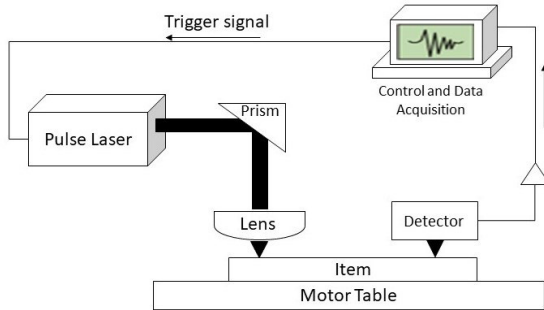 Trigger signal
Control and Data
Acquisition
Prism
Pulse Laser
Lens
Detector
Item
Motor Table